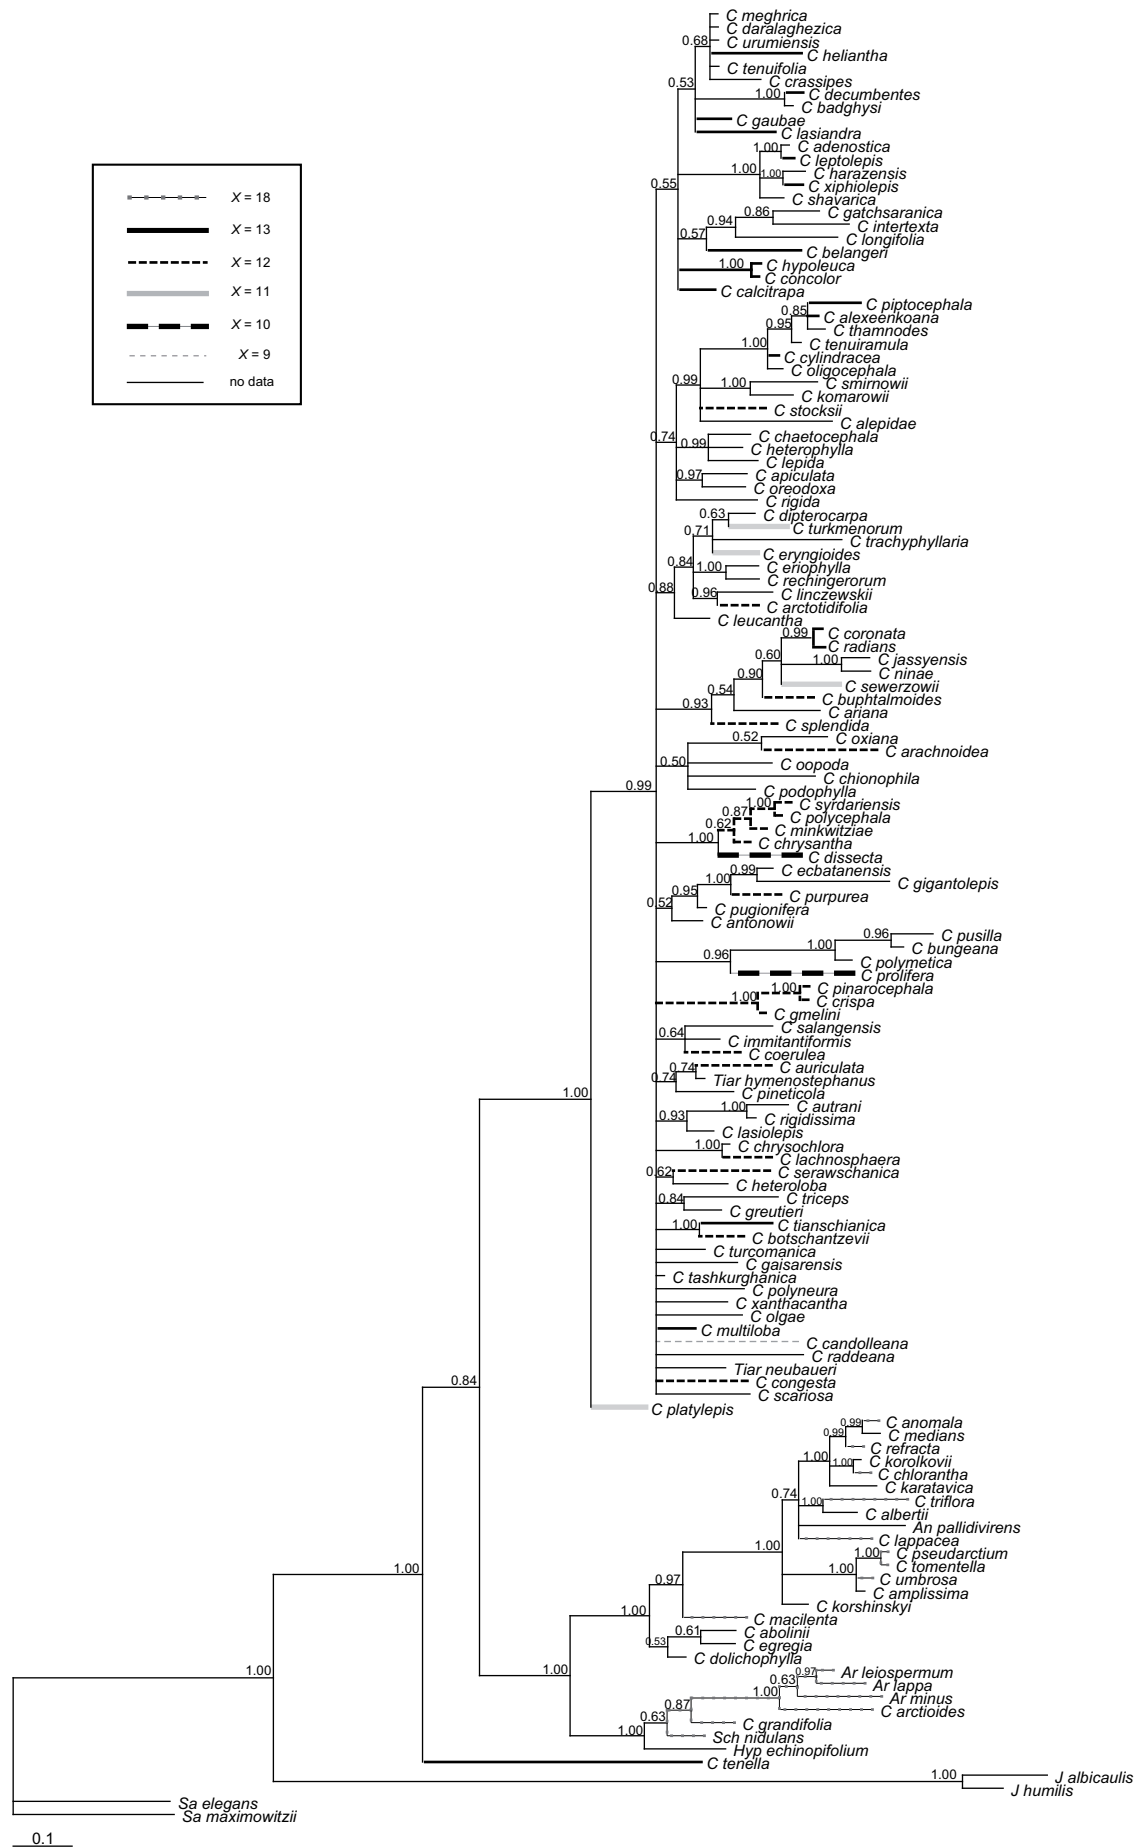 C meghrica
C daralaghezica
C urumiensis
0.68
C heliantha
C tenuifolia
C crassipes
0.53
1.00
C decumbentes
C badghysi
C gaubae
C lasiandra
C adenostica
1.00
C leptolepis
1.00
C harazensis
1.00
C xiphiolepis
0.55
C shavarica
0.86
C gatchsaranica
0.94
C intertexta
0.57
C longifolia
C belangeri
1.00
C hypoleuca
C concolor
C calcitrapa
X = 18
X = 13
X = 12
X = 11
X = 10
X = 9
no data
C piptocephala
0.85
C alexeenkoana
0.95
C thamnodes
1.00
C tenuiramula
C cylindracea
C oligocephala
0.99
1.00
C smirnowii
C komarowii
C stocksii
C alepidae
0.74
C chaetocephala
0.99
C heterophylla
C lepida
0.97
C apiculata
C oreodoxa
C rigida
0.63
C dipterocarpa
C turkmenorum
0.71
C trachyphyllaria
C eryngioides
0.84
1.00
C eriophylla
C rechingerorum
0.88
0.96
C linczewskii
C arctotidifolia
C leucantha
0.99
C coronata
C radians
0.60
1.00
C jassyensis
C ninae
0.90
C sewerzowii
0.54
C buphtalmoides
0.93
C ariana
C splendida
0.52
C oxiana
C arachnoidea
0.50
C oopoda
C chionophila
C podophylla
0.99
1.00
C syrdariensis
0.87
C polycephala
0.62
C minkwitziae
1.00
C chrysantha
C dissecta
0.99
C ecbatanensis
1.00
C gigantolepis
0.95
C purpurea
0.52
C pugionifera
C antonowii
0.96
C pusilla
1.00
C bungeana
0.96
C polymetica
C prolifera
1.00
C pinarocephala
1.00
C crispa
C gmelini
C salangensis
0.64
C immitantiformis
C coerulea
0.74
C auriculata
0.74
Tiar hymenostephanus
C pineticola
1.00
1.00
C autrani
0.93
C rigidissima
C lasiolepis
1.00
C chrysochlora
C lachnosphaera
0.62
C serawschanica
C heteroloba
0.84
C triceps
C greutieri
1.00
C tianschianica
C botschantzevii
C turcomanica
C gaisarensis
C tashkurghanica
C polyneura
C xanthacantha
C olgae
C multiloba
C candolleana
C raddeana
Tiar neubaueri
0.84
C congesta
C scariosa
C platylepis
0.99
C anomala
0.99
C medians
C refracta
1.00
C korolkovii
1.00
C chlorantha
C karatavica
0.74
1.00
C triflora
C albertii
An pallidivirens
C lappacea
1.00
1.00
C pseudarctium
C tomentella
1.00
1.00
C umbrosa
C amplissima
0.97
C korshinskyi
1.00
C macilenta
0.61
C abolinii
0.53
C egregia
C dolichophylla
1.00
1.00
0.97
Ar leiospermum
0.63
Ar lappa
1.00
Ar minus
0.87
C arctioides
0.63
C grandifolia
1.00
Sch nidulans
Hyp echinopifolium
C tenella
1.00
J albicaulis
J humilis
Sa elegans
Sa maximowitzii
0.1